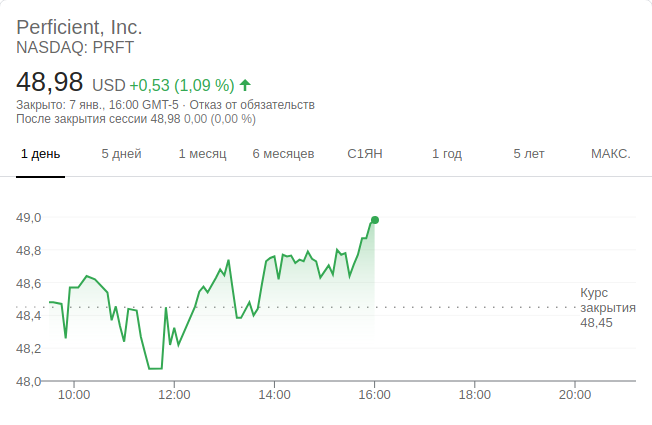 Perficient, Inc.
NASDAQ: PRFT
48,98 USD +0,53 (1,09 %)
Закрыто: 7 янв., 16:00 GMT-5 · Отказ от обязательств
После закрытия сессии 48,98 0,00 (0,00 %)
1 день 5 дней 1 месяц 6 месяцев С1ЯН 1 год 5 лет МАКС.
49,0
48,8
48,6
48,4
48,2
48,0
Курс
закрытия
48,45
10:00 12:00 14:00 16:00 18:00 20:00